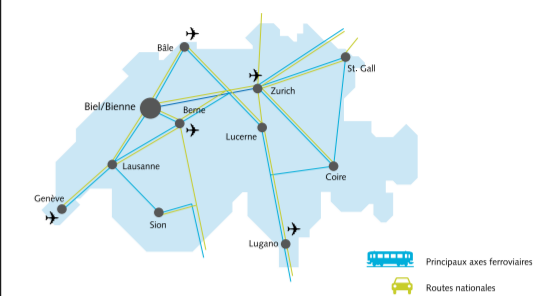 Bâle
St. Gall
Zurich
Biel/Bienne
Berne
Lucerne
Lausanne
Coire
Genève
Sion
Lugano
Principaux axes ferroviaires
Routes nationales